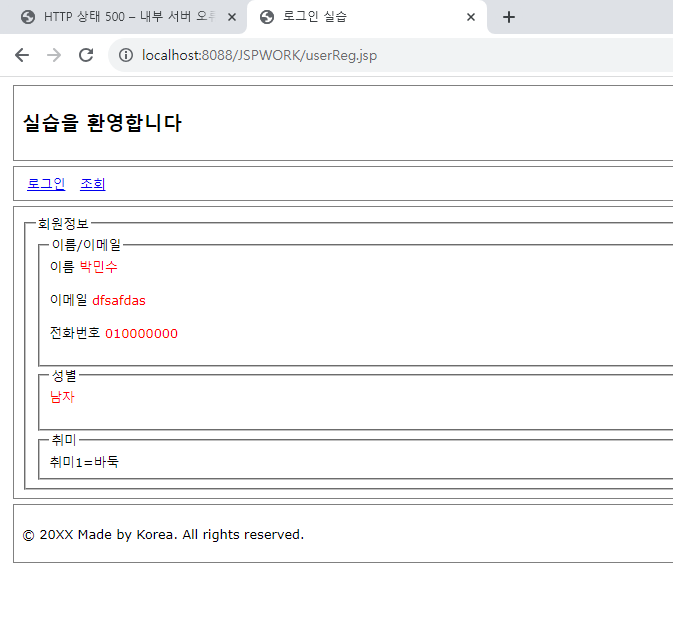 HTTP 상태 500 – 내부 서버 오류
로그인 실습
localhost:8088/JSPWORK/userReg.jsp
실습을 환영합니다
로그인 조회
회원정보
이름/이메일
이름 박민수
이메일 dfsafdas
전화번호 010000000
성별
남자
취미
취미1=바둑
© 20XX Made by Korea. All rights reserved.